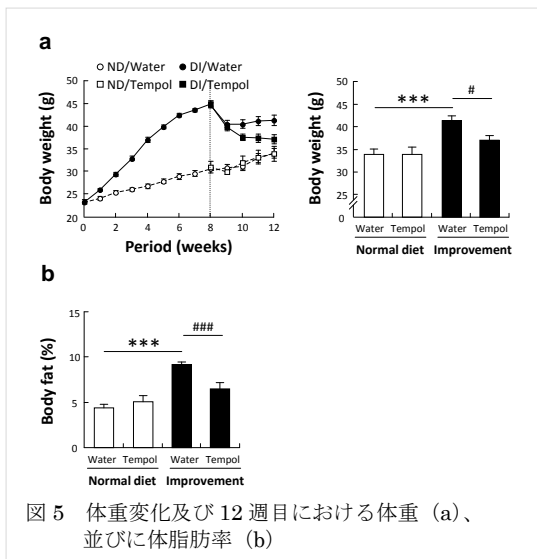 a
○ND/Water ●DI/Water
□ND/Tempol ■DI/Tempol
Body weight (g)
50
45
40
35
30
25
20
0 2 4 6 8 10 12
Period (weeks)
Body weight (g)
45
40
35
30
25
0
***
#
Water Tempol Water Tempol
Normal diet Improvement
b
Body fat (%)
15
10
5
0
***
###
Water Tempol Water Tempol
Normal diet Improvement
図 5 体重変化及び 12 週目における体重（a）、
並びに体脂肪率（b）